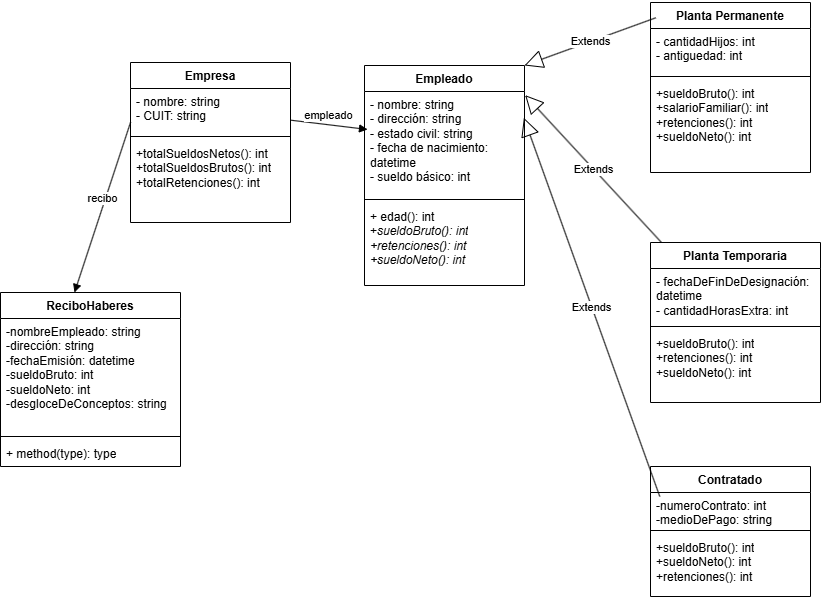 Planta Permanente
- cantidadHijos: int
- antiguedad: int
+sueldoBruto(): int
+salarioFamiliar(): int
+retenciones(): int
+sueldoNeto(): int
Extends
Empresa
- nombre: string
- CUIT: string
+totalSueldosNetos(): int
+totalSueldosBrutos(): int
+totalRetenciones(): int
empleado
Empleado
- nombre: string
- dirección: string
- estado civil: string
- fecha de nacimiento:
datetime
- sueldo básico: int
+ edad(): int
+sueldoBruto(): int
+retenciones(): int
+sueldoNeto(): int
Extends
recibo
Planta Temporaria
- fechaDeFinDeDesignación:
datetime
- cantidadHorasExtra: int
+sueldoBruto(): int
+retenciones(): int
+sueldoNeto(): int
Extends
ReciboHaberes
-nombreEmpleado: string
-dirección: string
-fechaEmisión: datetime
-sueldoBruto: int
-sueldoNeto: int
-desgloceDeConceptos: string
+ method(type): type
Contratado
-numeroContrato: int
-medioDePago: string
+sueldoBruto(): int
+sueldoNeto(): int
+retenciones(): int